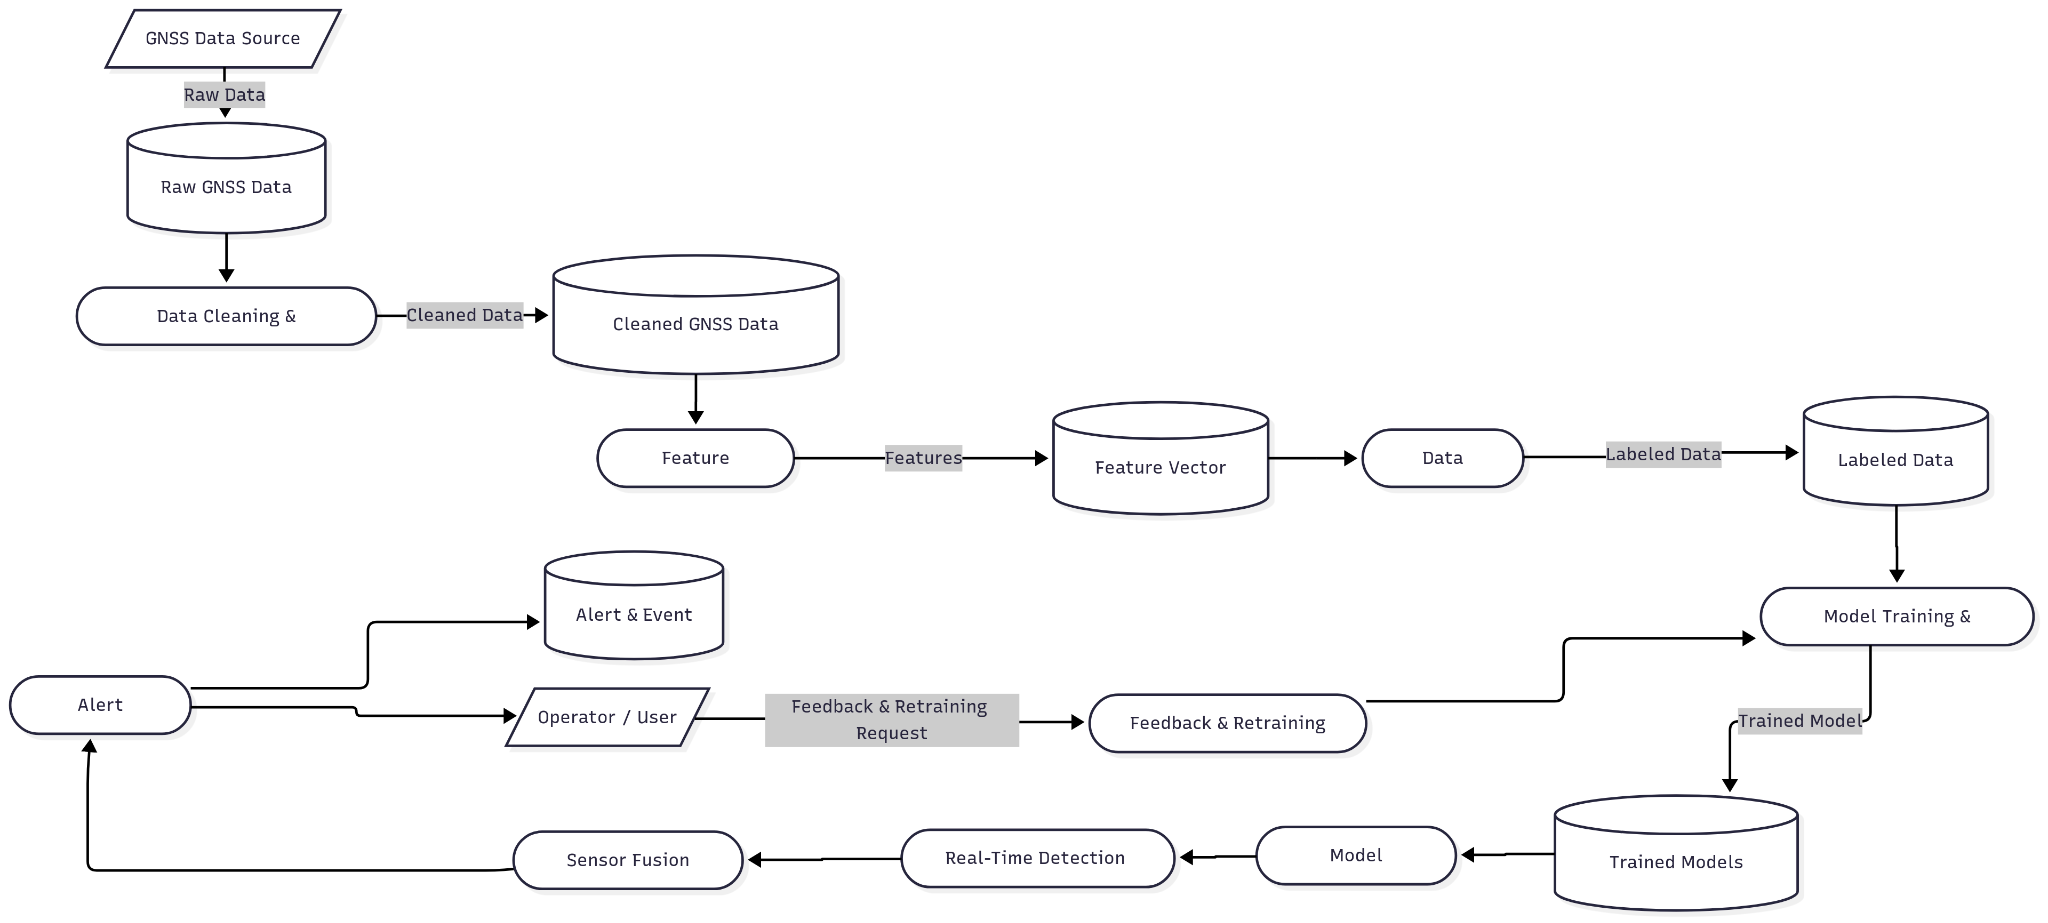 GNSS Data Source
Raw Data
Raw GNSS Data
Data Cleaning &
Cleaned Data
Cleaned GNSS Data
Feature
Features
Feature Vector
Data
Labeled Data
Labeled Data
Alert & Event
Model Training &
Alert
Operator / User
Feedback & Retraining
Request
Feedback & Retraining
Trained Model
Sensor Fusion
Real-Time Detection
Model
Trained Models